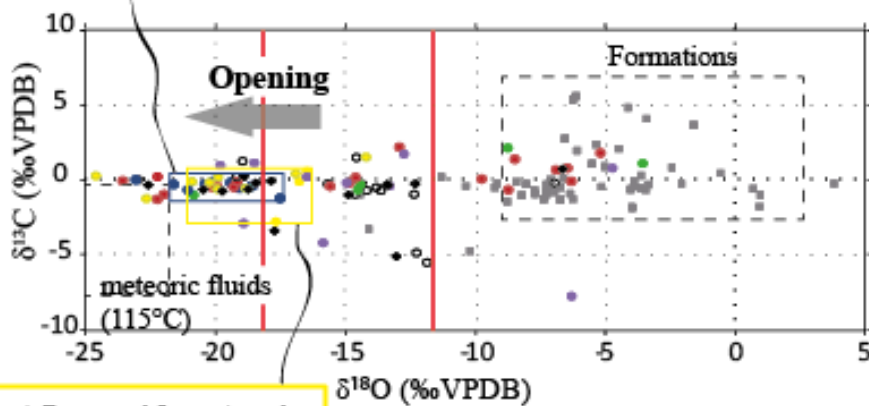 10
5
0
-5
-10
δ¹³C (‰VPDB)
Opening
Formations
meteoric fluids
(115°C)
-25 -20 -15 -10 -5 0 5
δ¹⁸O (‰VPDB)